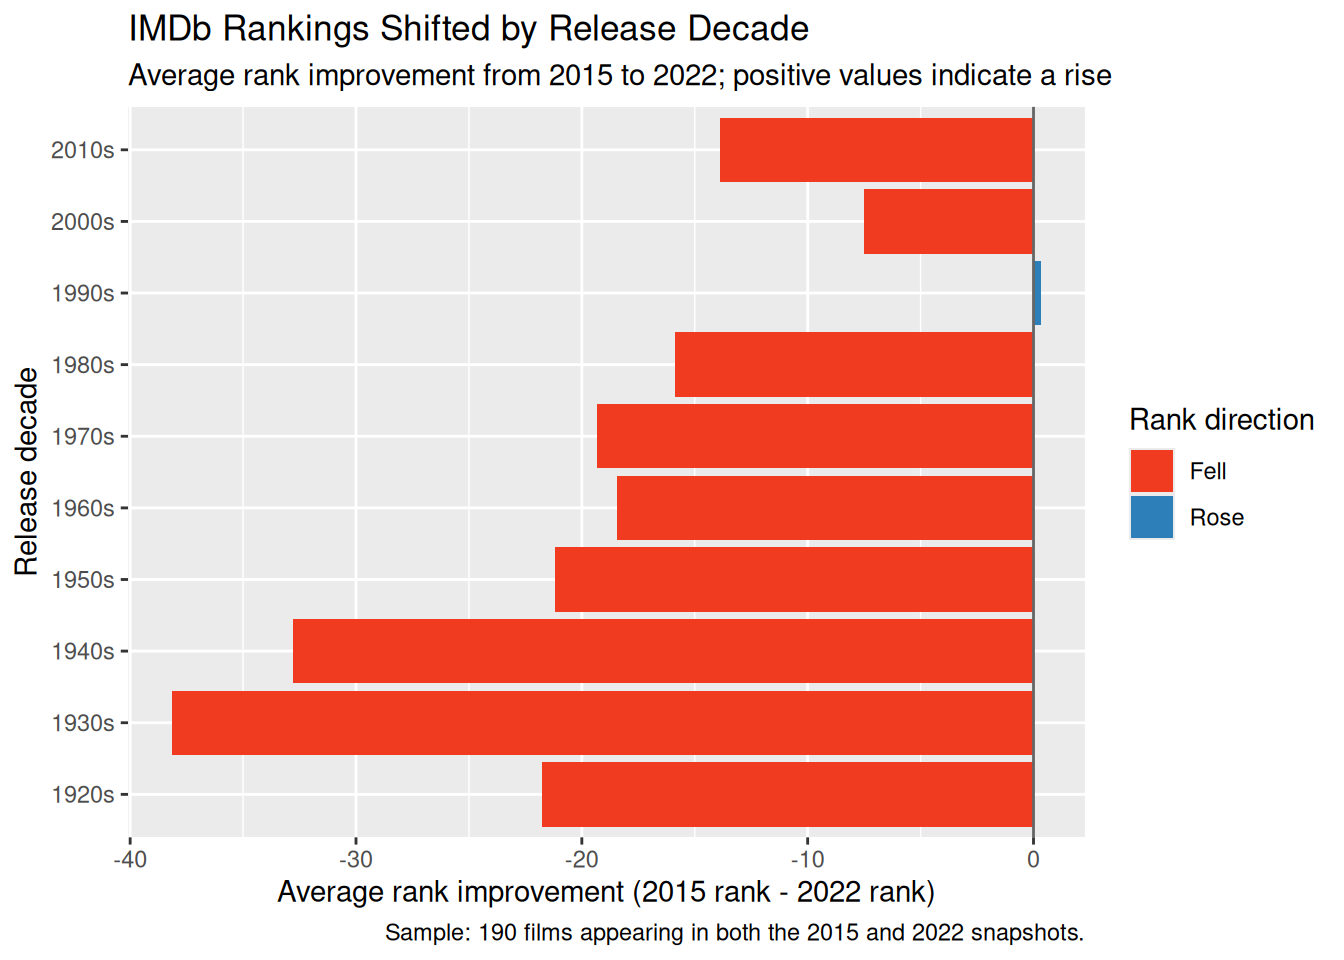 IMDb Rankings Shifted by Release Decade
Average rank improvement from 2015 to 2022; positive values indicate a rise
Release decade
2010s
2000s
1990s
1980s
1970s
1960s
1950s
1940s
1930s
1920s
-40 -30 -20 -10 0
Average rank improvement (2015 rank - 2022 rank)
Rank direction
Fell
Rose
Sample: 190 films appearing in both the 2015 and 2022 snapshots.